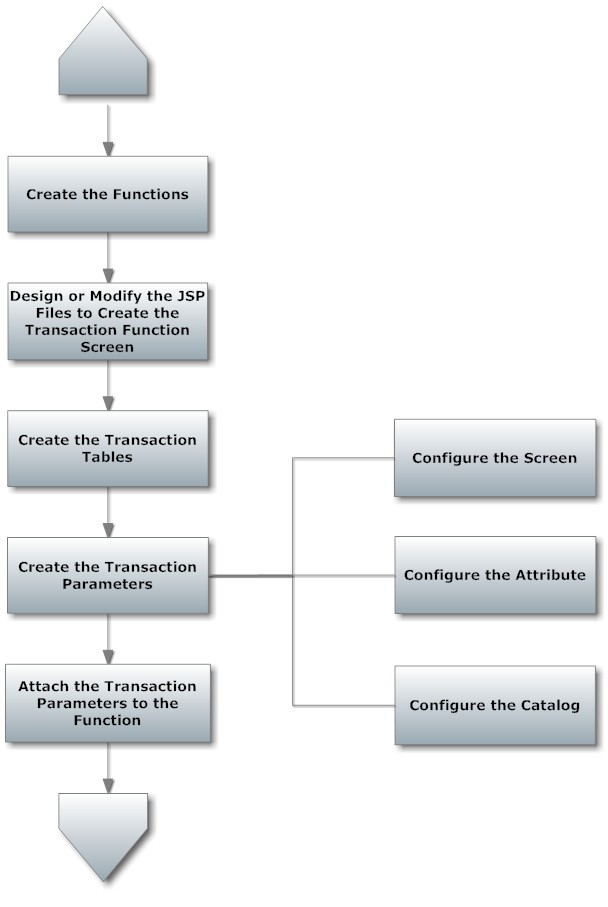 Create the Functions
Design or Modify the JSP
Files to Create the
Transaction Function
Screen
Create the Transaction
Tables
Create the Transaction
Parameters
Attach the Transaction
Parameters to the
Function
Configure the Screen
Configure the Attribute
Configure the Catalog